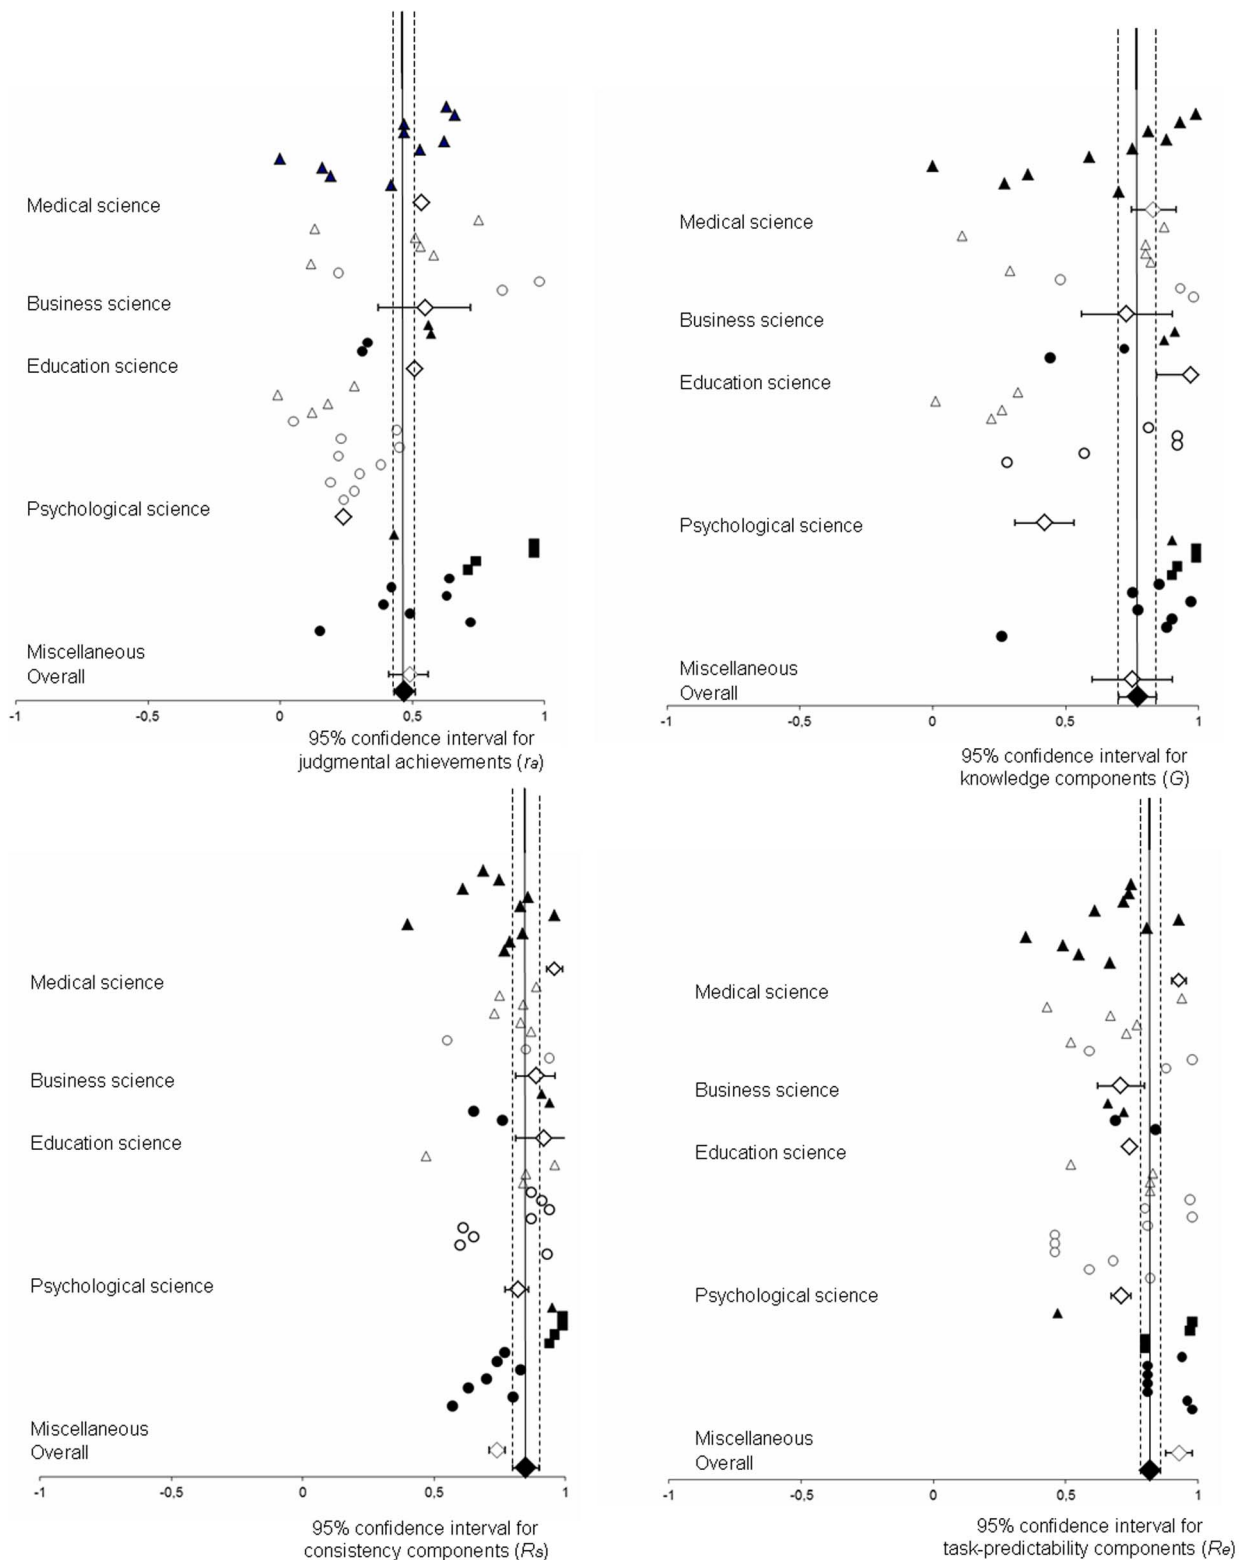 Medical science
Business science
Education science
Psychological science
Miscellaneous
Overall
-1 -0,5 0 0,5 1
95% confidence interval for
judgmental achievements (ra)
Medical science
Business science
Education science
Psychological science
Miscellaneous
Overall
-1 -0,5 0 0,5 1
95% confidence interval for
knowledge components (G)
Medical science
Business science
Education science
Psychological science
Miscellaneous
Overall
-1 -0,5 0 0,5 1
95% confidence interval for
consistency components (Rs)
Medical science
Business science
Education science
Psychological science
Miscellaneous
Overall
-1 -0,5 0 0,5 1
95% confidence interval for
task-predictability components (Re)